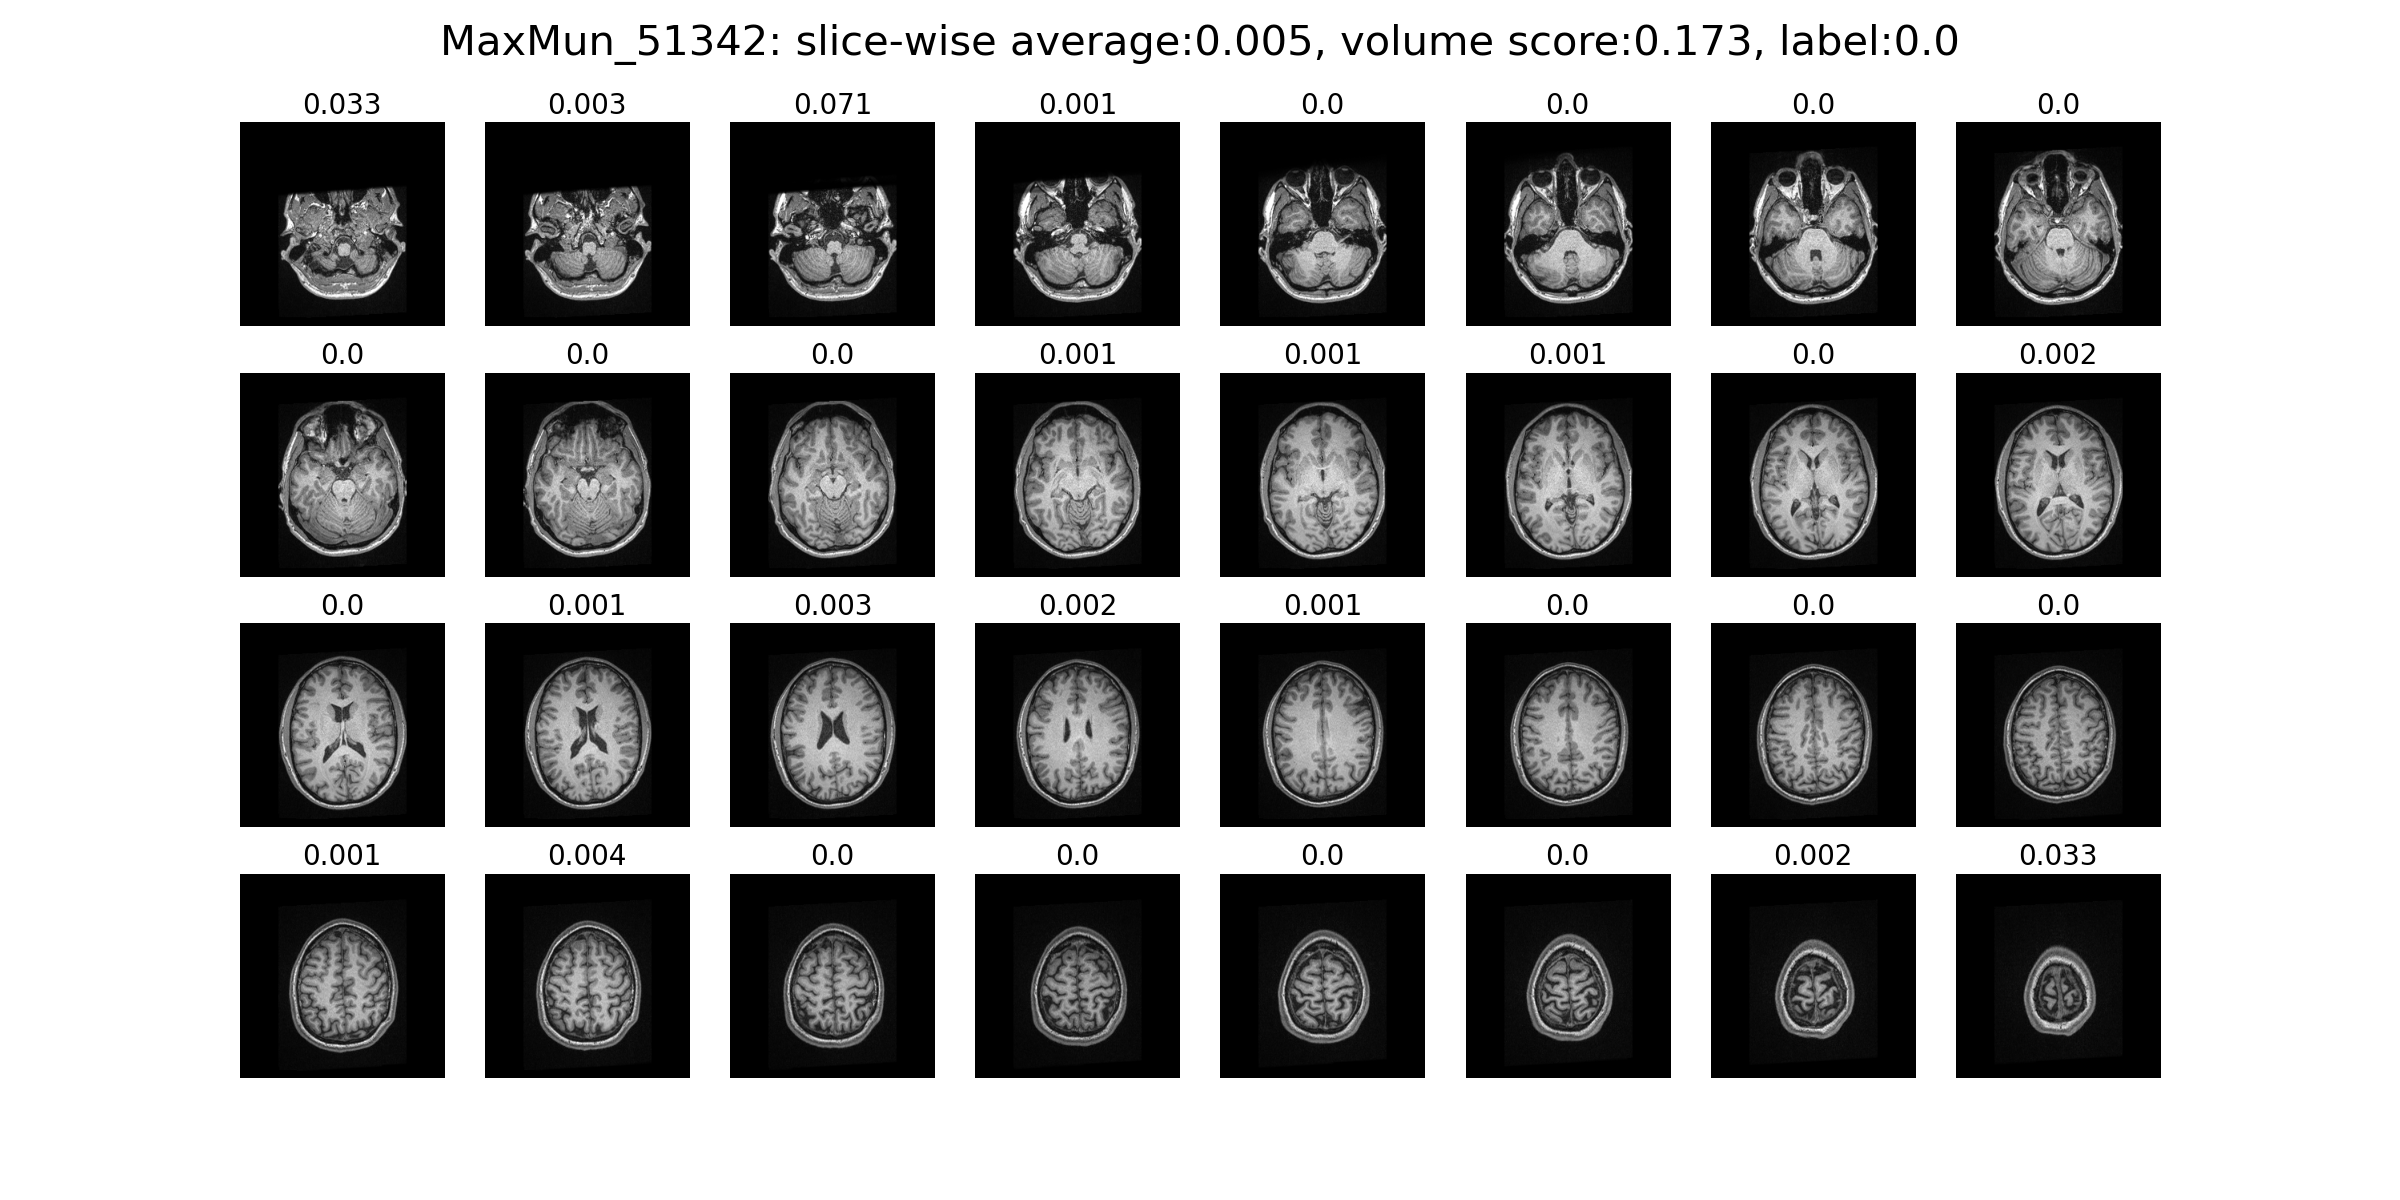 MaxMun_51342: slice-wise average:0.005, volume score:0.173, label:0.0
0.033 0.003 0.071 0.001 0.0 0.0 0.0 0.0
0.0 0.0 0.0 0.001 0.001 0.001 0.0 0.002
0.0 0.001 0.003 0.002 0.001 0.0 0.0 0.0
0.001 0.004 0.0 0.0 0.0 0.0 0.002 0.033